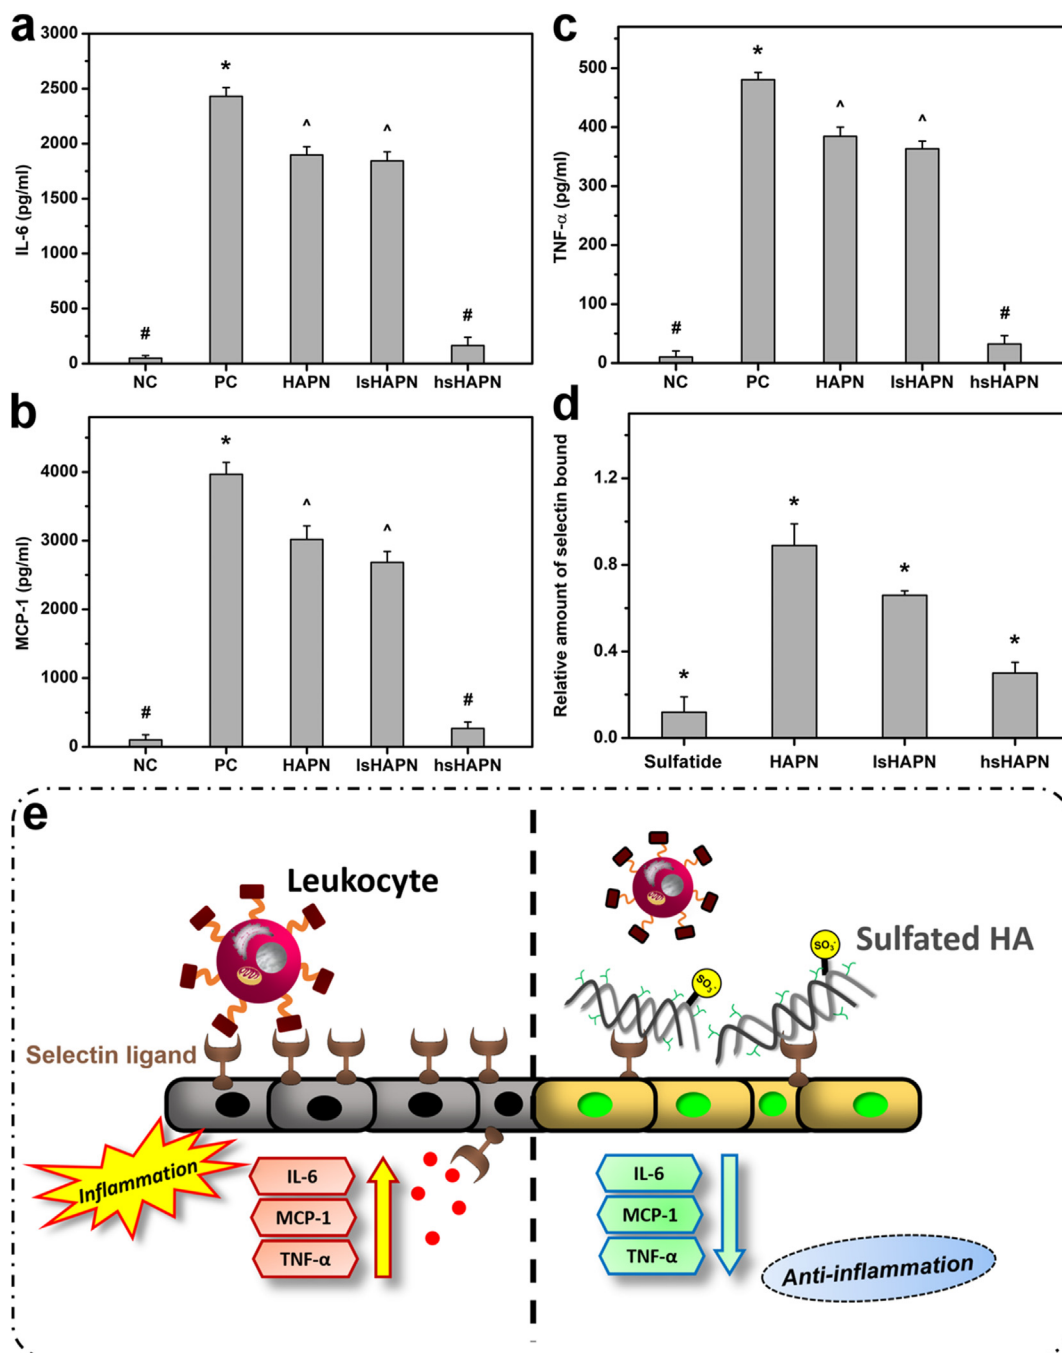 a
3000
2500
2000
1500
1000
500
0
IL-6 (pg/ml)
#
*
^
^
#
NC PC HAPN lsHAPN hsHAPN
c
500
400
300
200
100
0
TNF-α (pg/ml)
#
*
^
^
#
NC PC HAPN lsHAPN hsHAPN
b
4000
3000
2000
1000
0
MCP-1 (pg/ml)
#
*
^
^
#
NC PC HAPN lsHAPN hsHAPN
d
1.2
0.8
0.4
0.0
Relative amount of selectin bound
*
*
*
*
Sulfatide HAPN lsHAPN hsHAPN
e
Leukocyte
Selectin ligand
Inflammation
IL-6
MCP-1
TNF-α
SO₃⁻
SO₃⁻
Sulfated HA
IL-6
MCP-1
TNF-α
Anti-inflammation